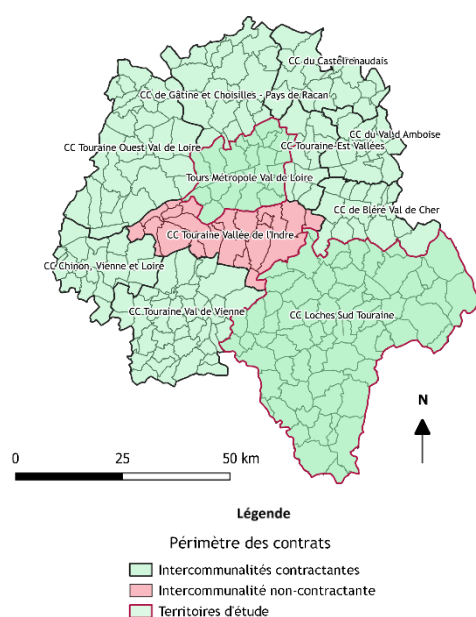 CC du Castelrenaudais
CC de Gâtine et Choisilles - Pays de Racan
CC du Val d Amboise
CC Touraine Ouest Val de Loire
CC Touraine-Est Vallées
Tours Métropole Val de Loire
CC de Bléré Val de Cher
CC Touraine Vallée de l'Indre
CC Chinon, Vienne et Loire
CC Touraine Val de Vienne
CC Loches Sud Touraine
N
0 25 50 km
Légende
Périmètre des contrats
Intercommunalités contractantes
Intercommunalité non-contractante
Territoires d'étude